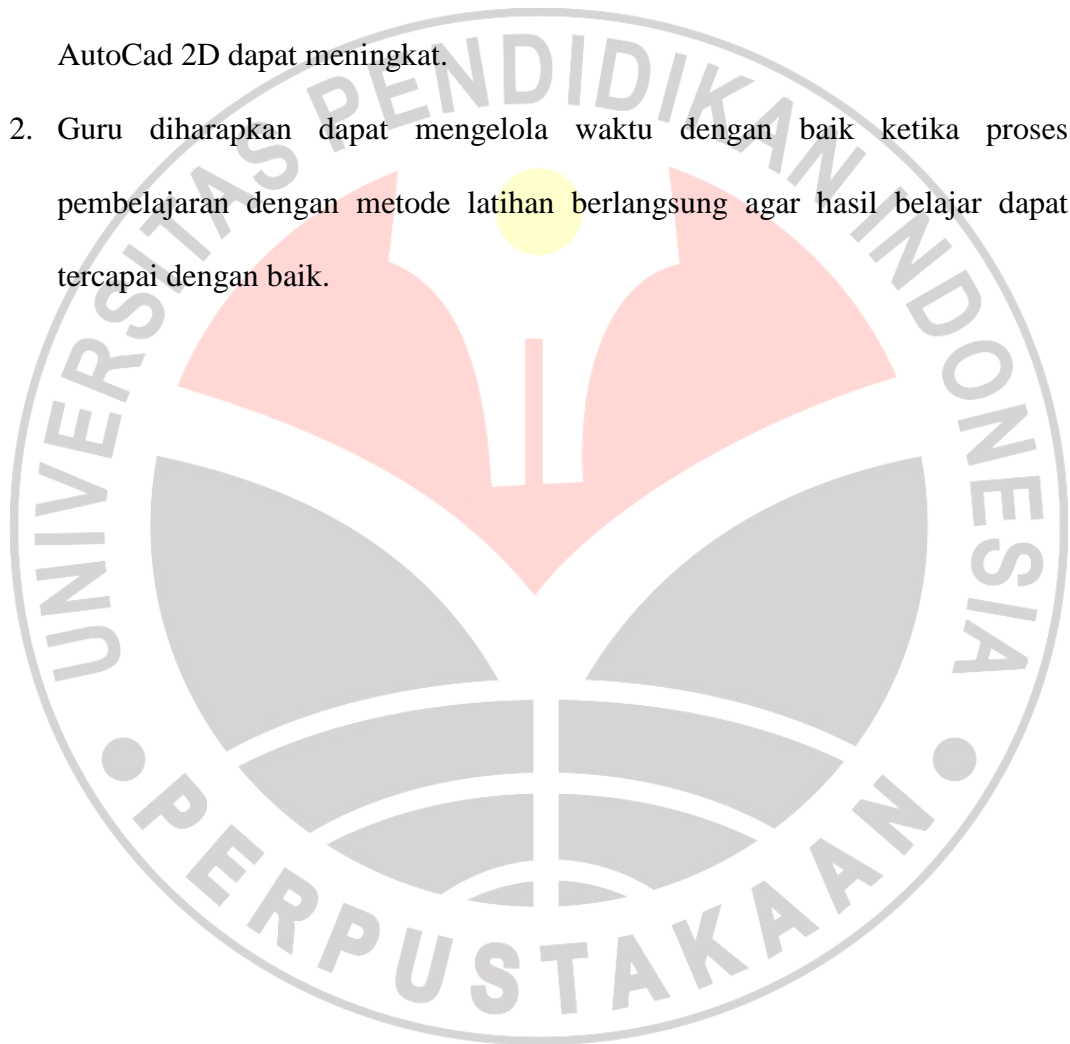 AutoCad 2D dapat meningkat.
2. Guru diharapkan dapat mengelola waktu dengan baik ketika proses
pembelajaran dengan metode latihan berlangsung agar hasil belajar dapat
tercapai dengan baik.
UNIVERSITAS PENDIDIKAN INDONESIA
PERPUSTAKAAN